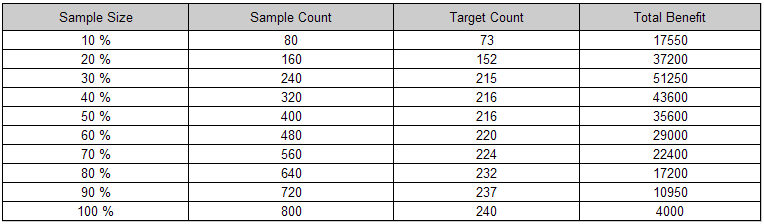 Sample Size Sample Count Target Count Total Benefit
10 % 80 73 17550
20 % 160 152 37200
30 % 240 215 51250
40 % 320 216 43600
50 % 400 216 35600
60 % 480 220 29000
70 % 560 224 22400
80 % 640 232 17200
90 % 720 237 10950
100 % 800 240 4000